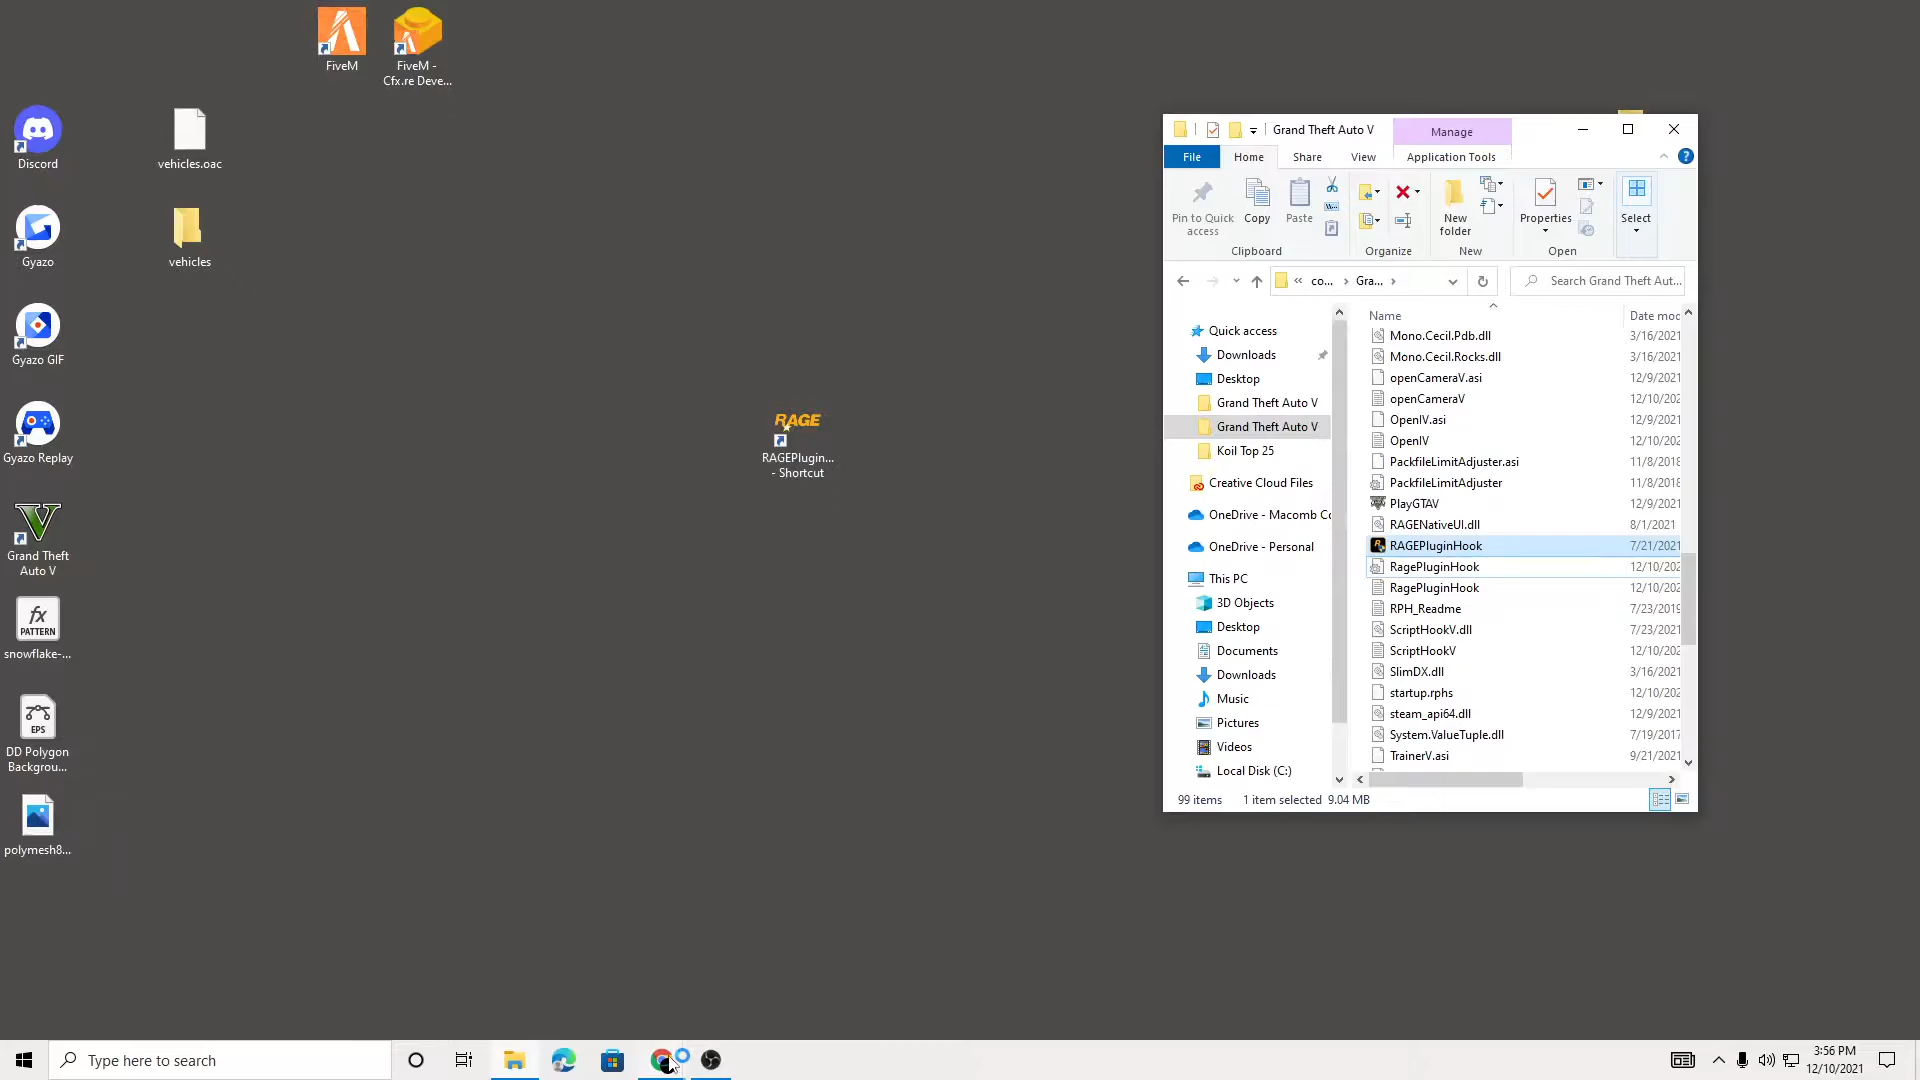 FiveM
FiveM -
Cfx.re Deve...
Discord
vehicles.oac
Gyazo
vehicles
Gyazo GIF
Gyazo Replay
RAGE
RAGEPlugin...
- Shortcut
Grand Theft
Auto V
fx
PATTERN
snowflake-...
EPS
DD Polygon
Backgrou...
polymesh8...
Grand Theft Auto V
Manage
File
Home
Share
View
Application Tools
Pin to Quick
access
Copy
Paste
New
folder
Properties
Select
Clipboard
Organize
New
Open
« co... › Gra... ›
Search Grand Theft Aut...
Quick access
Downloads
Desktop
Grand Theft Auto V
Grand Theft Auto V
Koil Top 25
Creative Cloud Files
OneDrive - Macomb Co
OneDrive - Personal
This PC
3D Objects
Desktop
Documents
Downloads
Music
Pictures
Videos
Local Disk (C:)
Name
Date mod
Mono.Cecil.Pdb.dll 3/16/2021
Mono.Cecil.Rocks.dll 3/16/2021
openCameraV.asi 12/9/2021
openCameraV 12/10/202
OpenIV.asi 12/9/2021
OpenIV 12/10/202
PackfileLimitAdjuster.asi 11/8/2018
PackfileLimitAdjuster 11/8/2018
PlayGTAV 12/9/2021
RAGENativeUI.dll 8/1/2021
RAGEPluginHook 7/21/2021
RagePluginHook 12/10/202
RagePluginHook 12/10/202
RPH_Readme 7/23/2019
ScriptHookV.dll 7/23/2021
ScriptHookV 12/10/202
SlimDX.dll 3/16/2021
startup.rphs 12/10/202
steam_api64.dll 12/9/2021
System.ValueTuple.dll 7/19/2017
TrainerV.asi 9/21/2021
99 items
1 item selected 9.04 MB
Type here to search
3:56 PM
12/10/2021